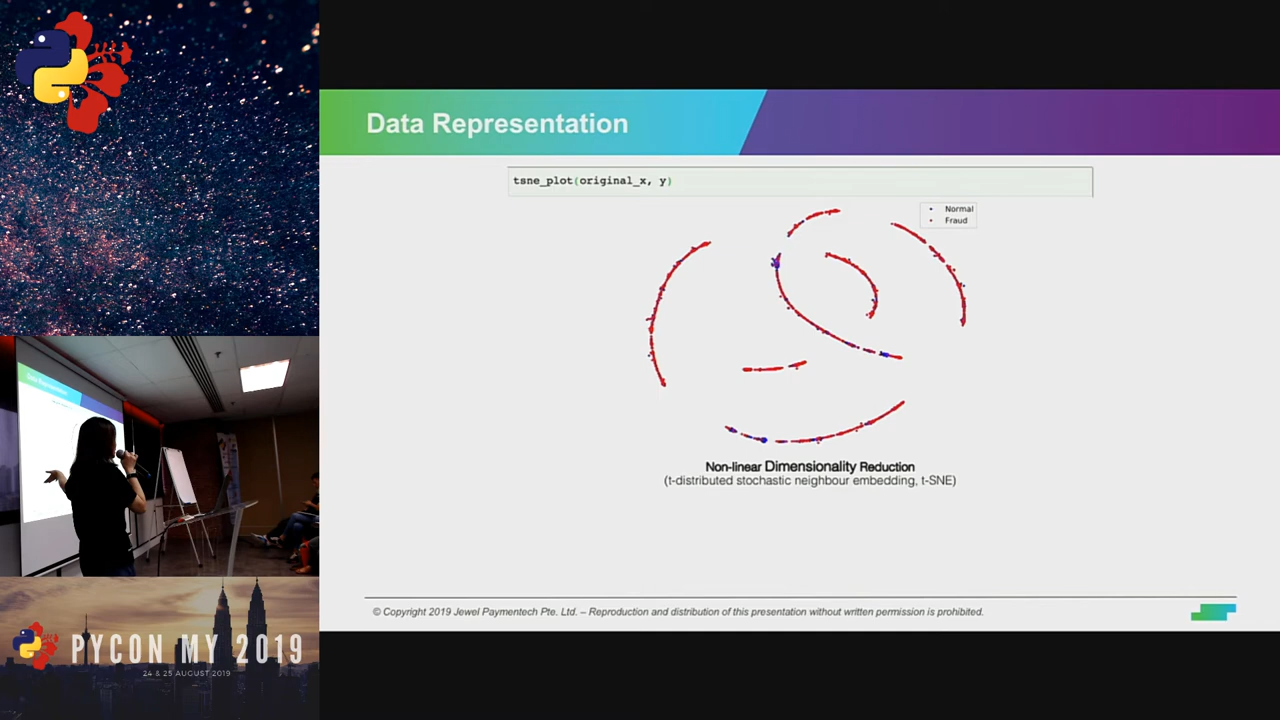 Data Representation
tsne_plot(original_x, y)
Normal
Fraud
Non-linear Dimensionality Reduction
(t-distributed stochastic neighbour embedding, t-SNE)
© Copyright 2019 Jewel Paymentech Pte. Ltd. – Reproduction and distribution of this presentation without written permission is prohibited.
Data Representation
PYCON MY 2019
24 & 25 AUGUST 2019